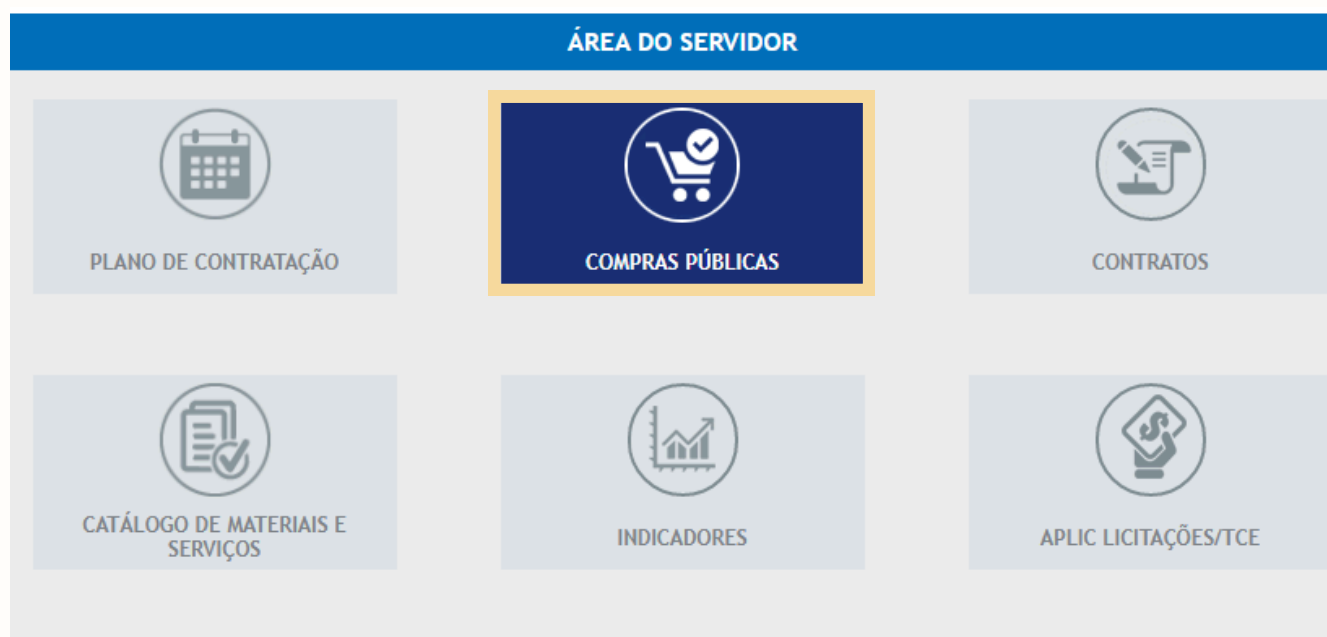 ÁREA DO SERVIDOR
PLANO DE CONTRATAÇÃO
COMPRAS PÚBLICAS
CONTRATOS
CATÁLOGO DE MATERIAIS E
SERVIÇOS
INDICADORES
APLIC LICITAÇÕES/TCE